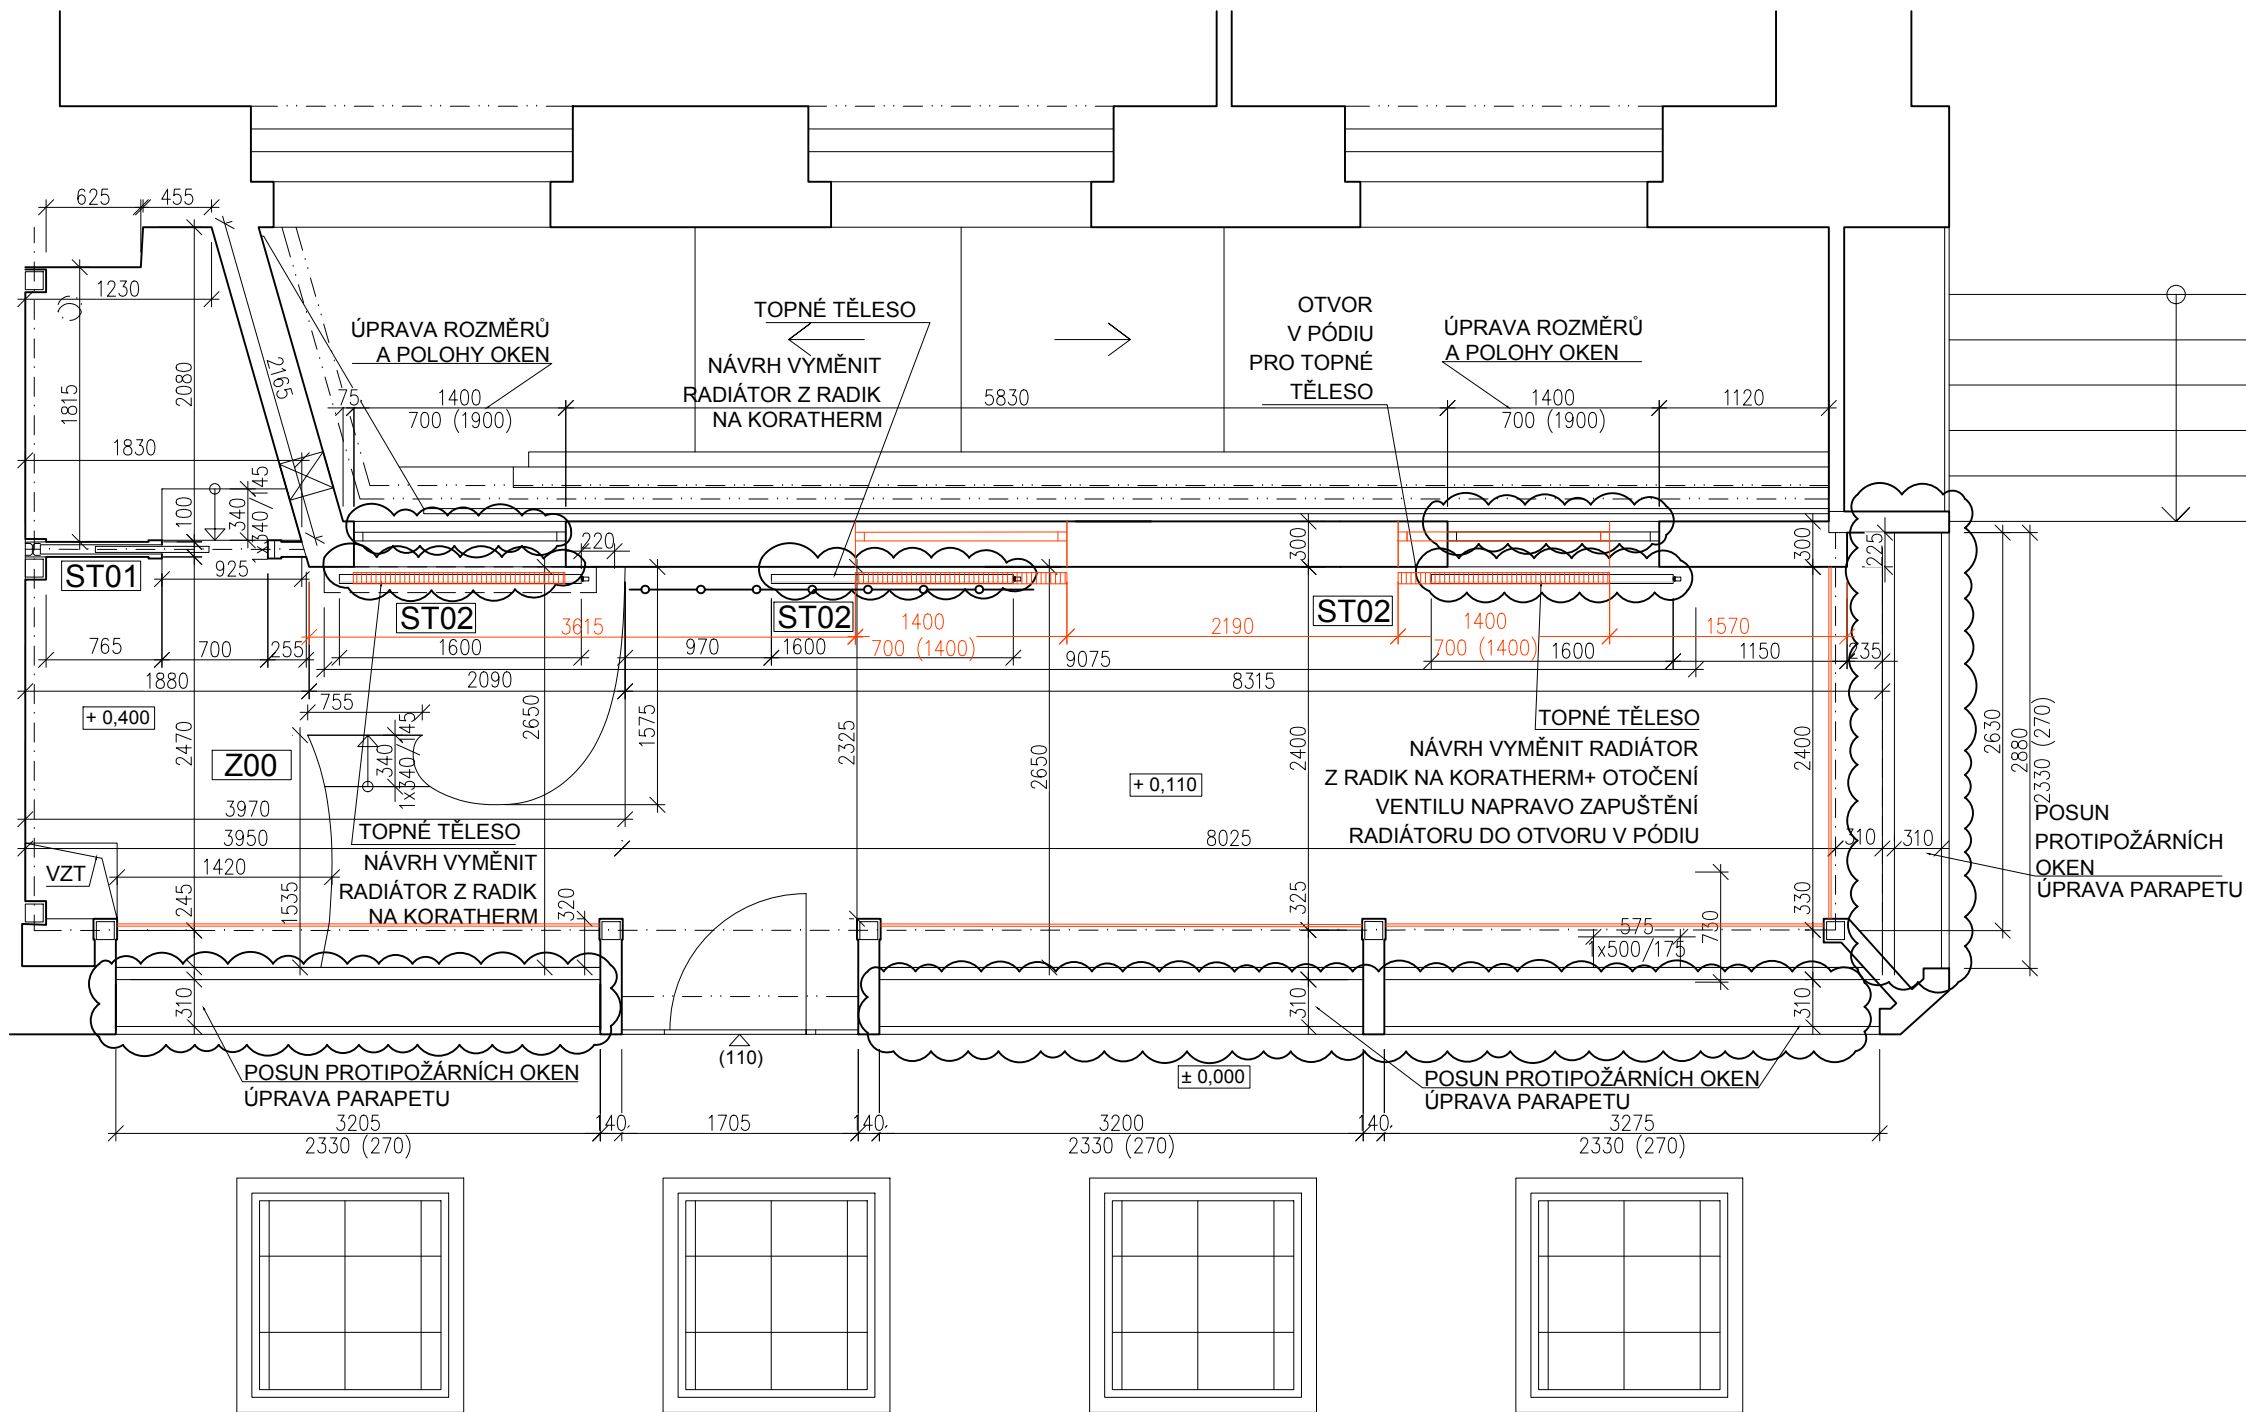 625
455
1230
1815
2080
2165
1830
ÚPRAVA ROZMĚRŮ
A POLOHY OKEN
75
1400
700 (1900)
TOPNÉ TĚLESO
NÁVRH VYMĚNIT
RADIÁTOR Z RADIK
NA KORATHERM
5830
OTVOR
V PÓDIU
PRO TOPNÉ
TĚLESO
ÚPRAVA ROZMĚRŮ
A POLOHY OKEN
1400
700 (1900)
1120
100
340
1x340/145
220
300
300
225
ST01
925
ST02
ST02
ST02
3615
1400
700 (1400)
2190
1400
700 (1400)
1570
765
700
255
1600
970
1600
9075
1600
1150
235
1880
2090
8315
+ 0,400
755
2470
Z00
340
1x340/145
2650
1575
2325
2650
+ 0,110
2400
2400
TOPNÉ TĚLESO
NÁVRH VYMĚNIT RADIÁTOR
Z RADIK NA KORATHERM+ OTOČENÍ
VENTILU NAPRAVO ZAPUŠTĚNÍ
RADIÁTORU DO OTVORU V PÓDIU
2630
2880
2330 (270)
3970
3950
8025
310
310
POSUN
PROTIPOŽÁRNÍCH
OKEN
ÚPRAVA PARAPETU
TOPNÉ TĚLESO
NÁVRH VYMĚNIT
RADIÁTOR Z RADIK
NA KORATHERM
VZT
1420
245
1535
320
325
330
730
575
1x500/175
310
310
310
(110)
± 0,000
POSUN PROTIPOŽÁRNÍCH OKEN
ÚPRAVA PARAPETU
POSUN PROTIPOŽÁRNÍCH OKEN
ÚPRAVA PARAPETU
3205
2330 (270)
140
1705
140
3200
2330 (270)
140
3275
2330 (270)